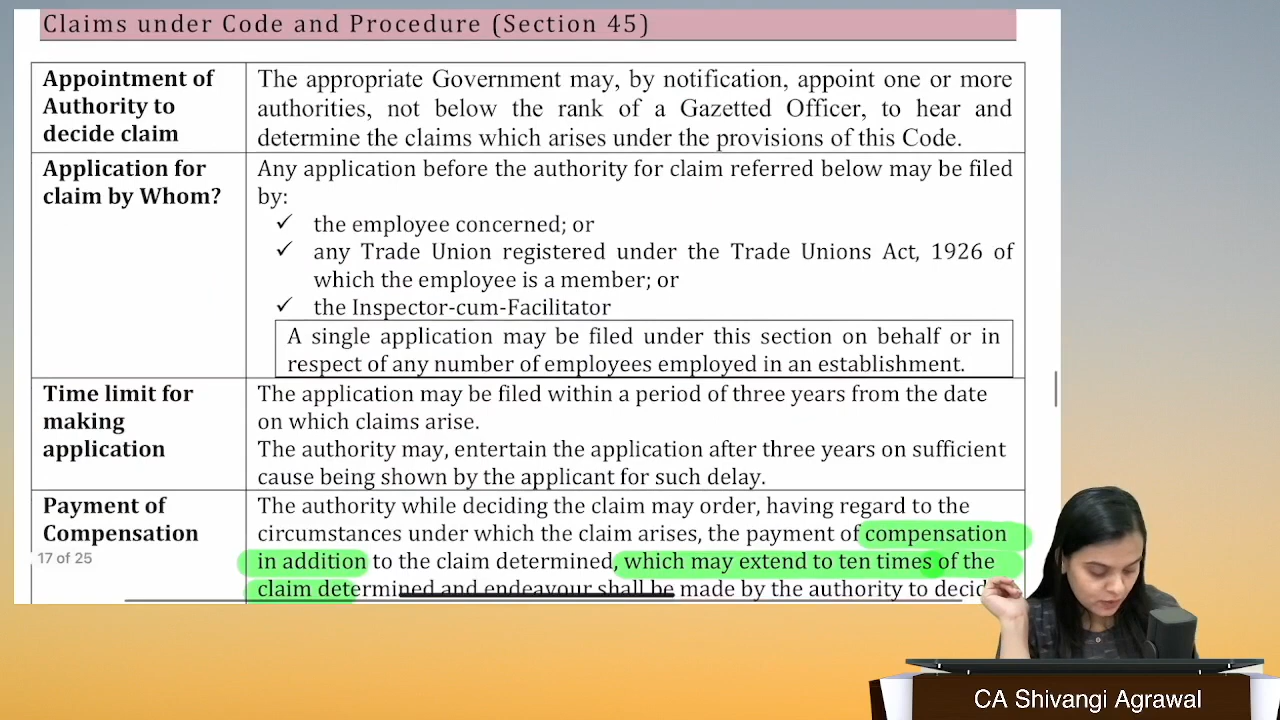 Claims under Code and Procedure (Section 45)
Appointment of
Authority to
decide claim
The appropriate Government may, by notification, appoint one or more
authorities, not below the rank of a Gazetted Officer, to hear and
determine the claims which arises under the provisions of this Code.
Application for
claim by Whom?
Any application before the authority for claim referred below may be filed
by:
✓ the employee concerned; or
✓ any Trade Union registered under the Trade Unions Act, 1926 of
which the employee is a member; or
✓ the Inspector-cum-Facilitator
A single application may be filed under this section on behalf or in
respect of any number of employees employed in an establishment.
Time limit for
making
application
The application may be filed within a period of three years from the date
on which claims arise.
The authority may, entertain the application after three years on sufficient
cause being shown by the applicant for such delay.
Payment of
Compensation
The authority while deciding the claim may order, having regard to the
circumstances under which the claim arises, the payment of compensation
in addition to the claim determined, which may extend to ten times of the
claim determined and endeavour shall be made by the authority to
17 of 25
CA Shivangi Agrawal